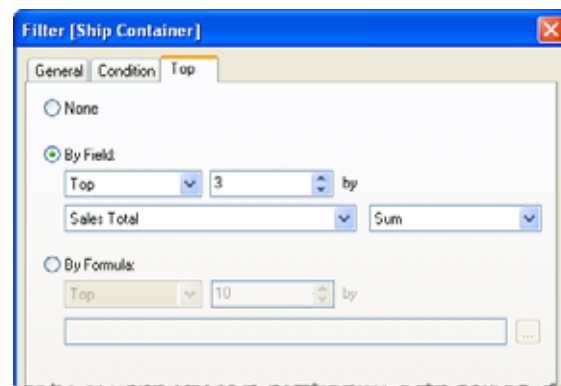 Filter [Ship Container]
General Condition Top
None
By Field:
Top 3 by
Sales Total Sum
By Formula:
Top 10 by
...